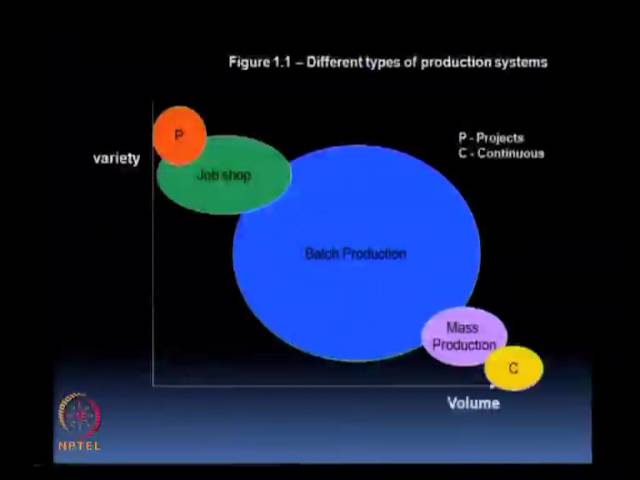 Figure 1.1 – Different types of production systems
P
P - Projects
C - Continuous
variety
Job shop
Batch Production
Mass
Production
C
Volume
NPTEL